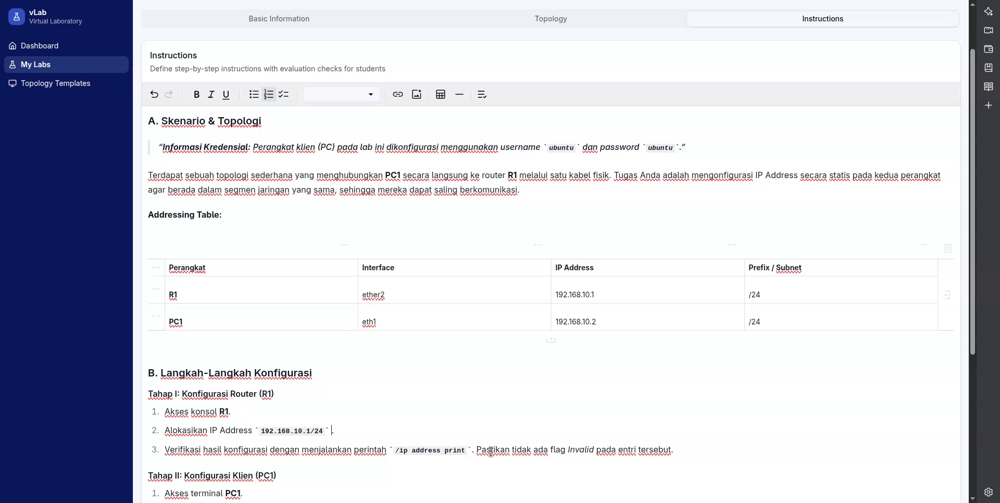 vLab
Virtual Laboratory
Dashboard
My Labs
Topology Templates
Basic Information
Topology
Instructions
Instructions
Define step-by-step instructions with evaluation checks for students
B I U
A. Skenario & Topologi
“Informasi Kredensial: Perangkat klien (PC) pada lab ini dikonfigurasi menggunakan username `ubuntu` dan password `ubuntu`.”
Terdapat sebuah topologi sederhana yang menghubungkan PC1 secara langsung ke router R1 melalui satu kabel fisik. Tugas Anda adalah mengonfigurasi IP Address secara statis pada kedua perangkat
agar berada dalam segmen jaringan yang sama, sehingga mereka dapat saling berkomunikasi.
Addressing Table:
Perangkat Interface IP Address Prefix / Subnet
R1 ether2 192.168.10.1 /24
PC1 eth1 192.168.10.2 /24
B. Langkah-Langkah Konfigurasi
Tahap I: Konfigurasi Router (R1)
1. Akses konsol R1.
2. Alokasikan IP Address `192.168.10.1/24` .
3. Verifikasi hasil konfigurasi dengan menjalankan perintah `/ip address print`. Pastikan tidak ada flag Invalid pada entri tersebut.
Tahap II: Konfigurasi Klien (PC1)
1. Akses terminal PC1.